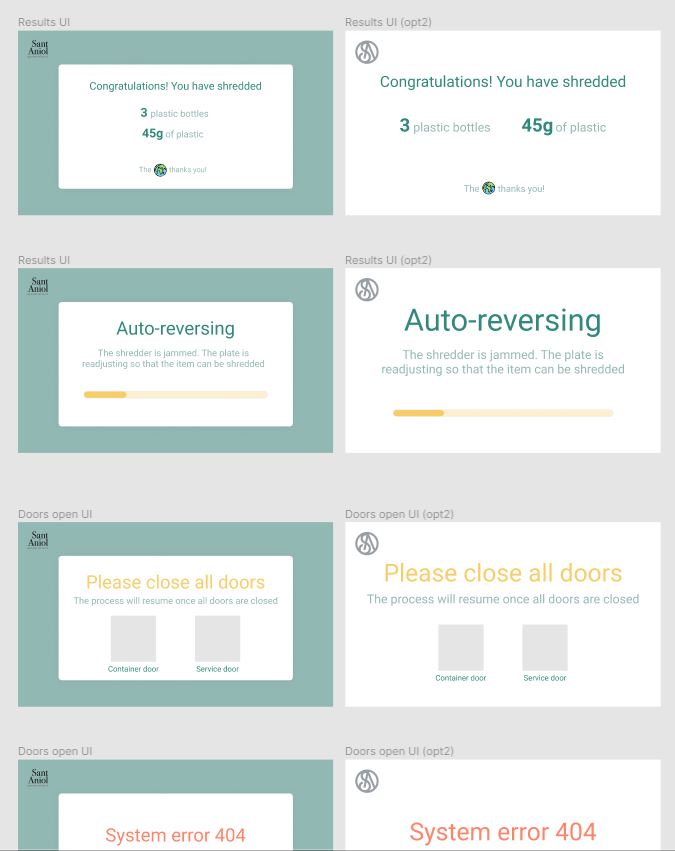 Results UI
Results UI (opt2)
Sant
Aniol
Congratulations! You have shredded
3 plastic bottles
45g of plastic
The thanks you!
Congratulations! You have shredded
3 plastic bottles 45g of plastic
The thanks you!
Results UI
Results UI (opt2)
Sant
Aniol
Auto-reversing
The shredder is jammed. The plate is
readjusting so that the item can be shredded
Auto-reversing
The shredder is jammed. The plate is
readjusting so that the item can be shredded
Doors open UI
Doors open UI (opt2)
Sant
Aniol
Please close all doors
The process will resume once all doors are closed
Container door Service door
Please close all doors
The process will resume once all doors are closed
Container door Service door
Doors open UI
Doors open UI (opt2)
Sant
Aniol
System error 404
System error 404